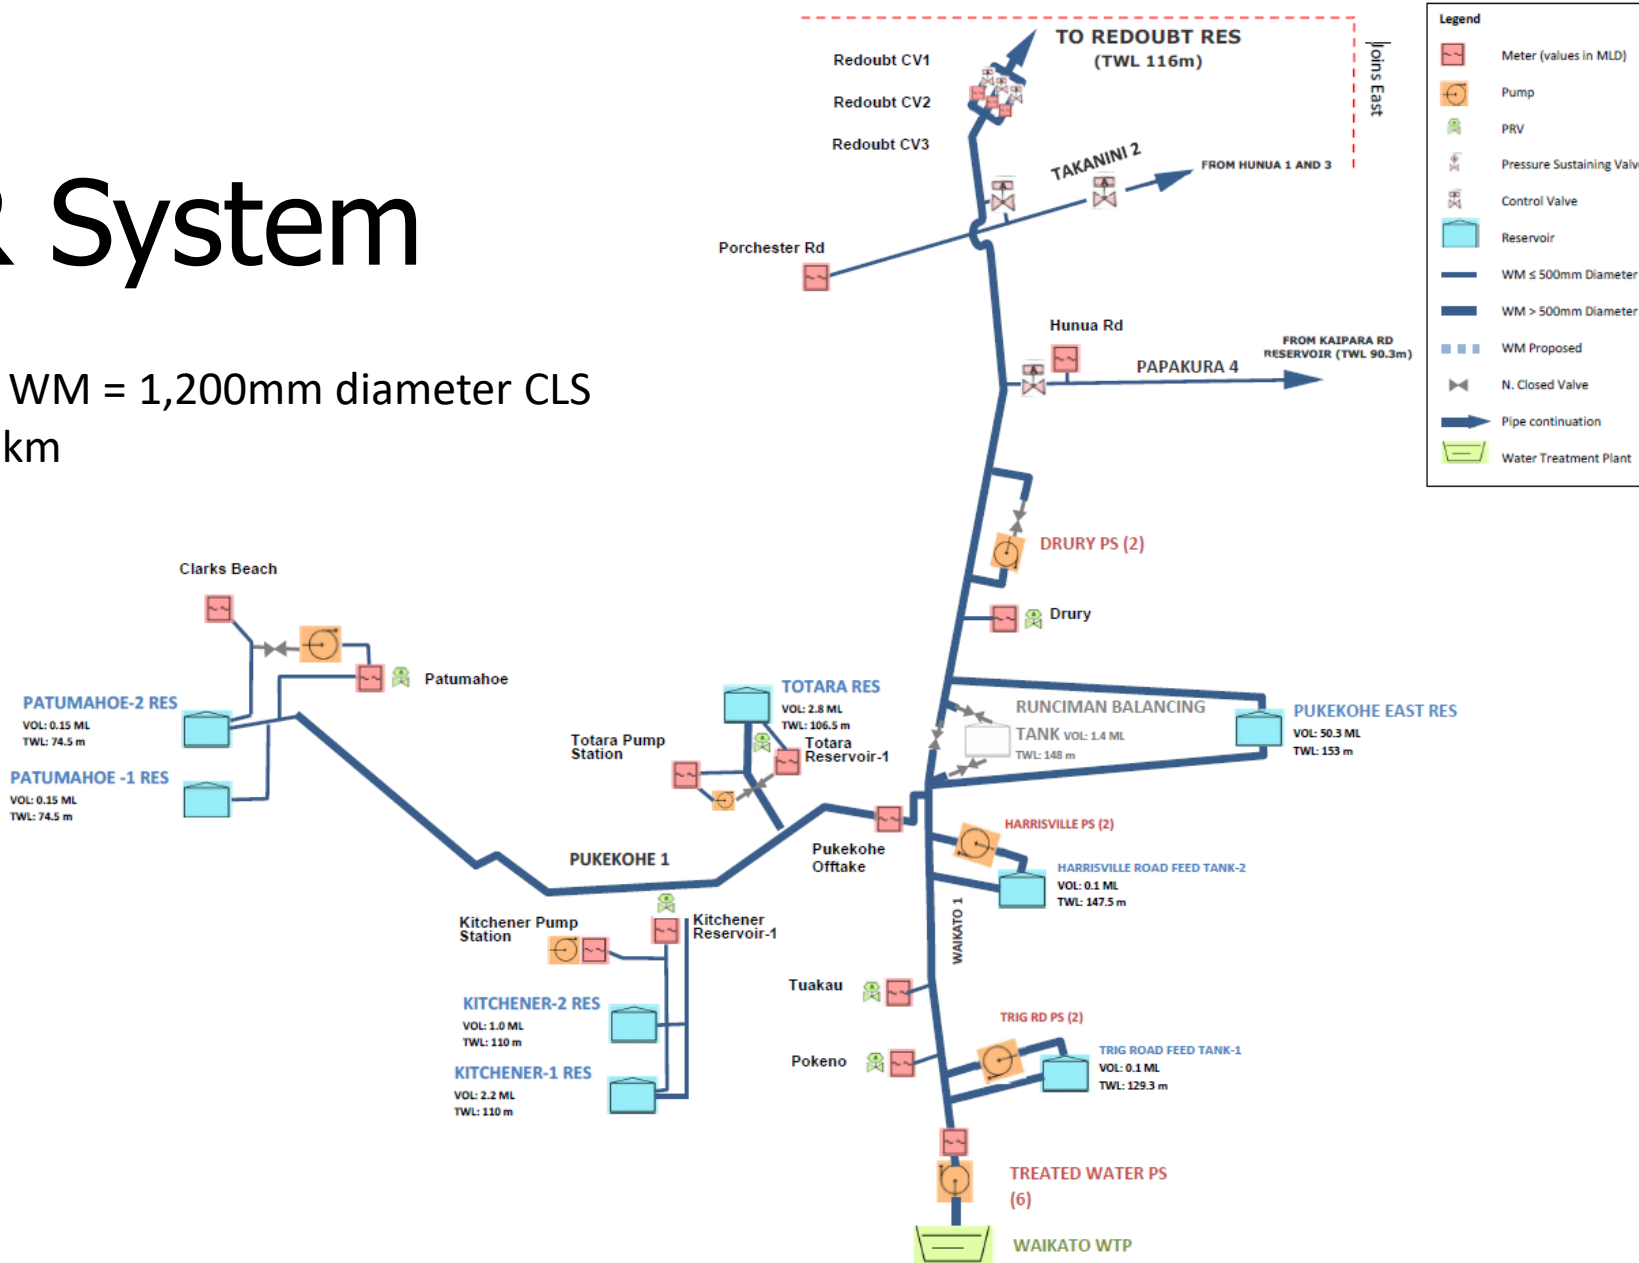 R System
WM = 1,200mm diameter CLS
km
TO REDOUBT RES
(TWL 116m)
Redoubt CV1
Redoubt CV2
Redoubt CV3
Joins East
TAKANINI 2
FROM HUNUA 1 AND 3
Porchester Rd
Hunua Rd
FROM KAIPARA RD
RESERVOIR (TWL 90.3m)
PAPAKURA 4
DRURY PS (2)
Drury
Clarks Beach
Patumahoe
PATUMAHOE-2 RES
VOL: 0.15 ML
TWL: 74.5 m
PATUMAHOE -1 RES
VOL: 0.15 ML
TWL: 74.5 m
TOTARA RES
VOL: 2.8 ML
TWL: 106.5 m
Totara Pump
Station
Totara
Reservoir-1
RUNCIMAN BALANCING
TANK VOL: 1.4 ML
TWL: 148 m
PUKEKOHE EAST RES
VOL: 50.3 ML
TWL: 153 m
PUKEKOHE 1
Pukekohe
Offtake
HARRISVILLE PS (2)
HARRISVILLE ROAD FEED TANK-2
VOL: 0.1 ML
TWL: 147.5 m
WAIKATO 1
Kitchener Pump
Station
Kitchener
Reservoir-1
KITCHENER-2 RES
VOL: 1.0 ML
TWL: 110 m
KITCHENER-1 RES
VOL: 2.2 ML
TWL: 110 m
Tuakau
Pokeno
TRIG RD PS (2)
TRIG ROAD FEED TANK-1
VOL: 0.1 ML
TWL: 129.3 m
TREATED WATER PS
(6)
WAIKATO WTP
Legend
Meter (values in MLD)
Pump
PRV
Pressure Sustaining Valv
Control Valve
Reservoir
WM ≤ 500mm Diameter
WM > 500mm Diameter
WM Proposed
N. Closed Valve
Pipe continuation
Water Treatment Plant